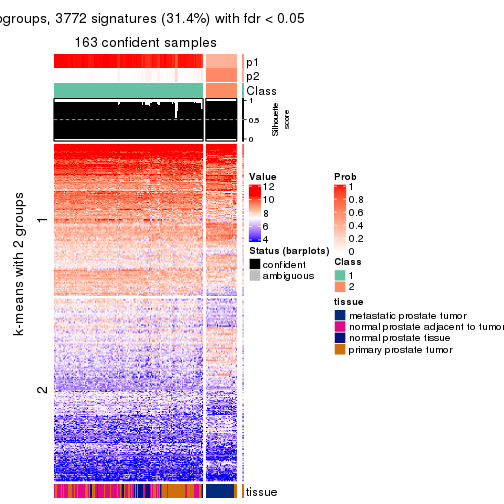 ogroups, 3772 signatures (31.4%) with fdr < 0.05
163 confident samples
p1
p2
Class
1
0.5
0
Silhouette
score
k-means with 2 groups
1
2
tissue
Value
12
10
8
6
4
Status (barplots)
confident
ambiguous
Prob
1
0.8
0.6
0.4
0.2
0
Class
1
2
tissue
metastatic prostate tumor
normal prostate adjacent to tumor
normal prostate tissue
primary prostate tumor